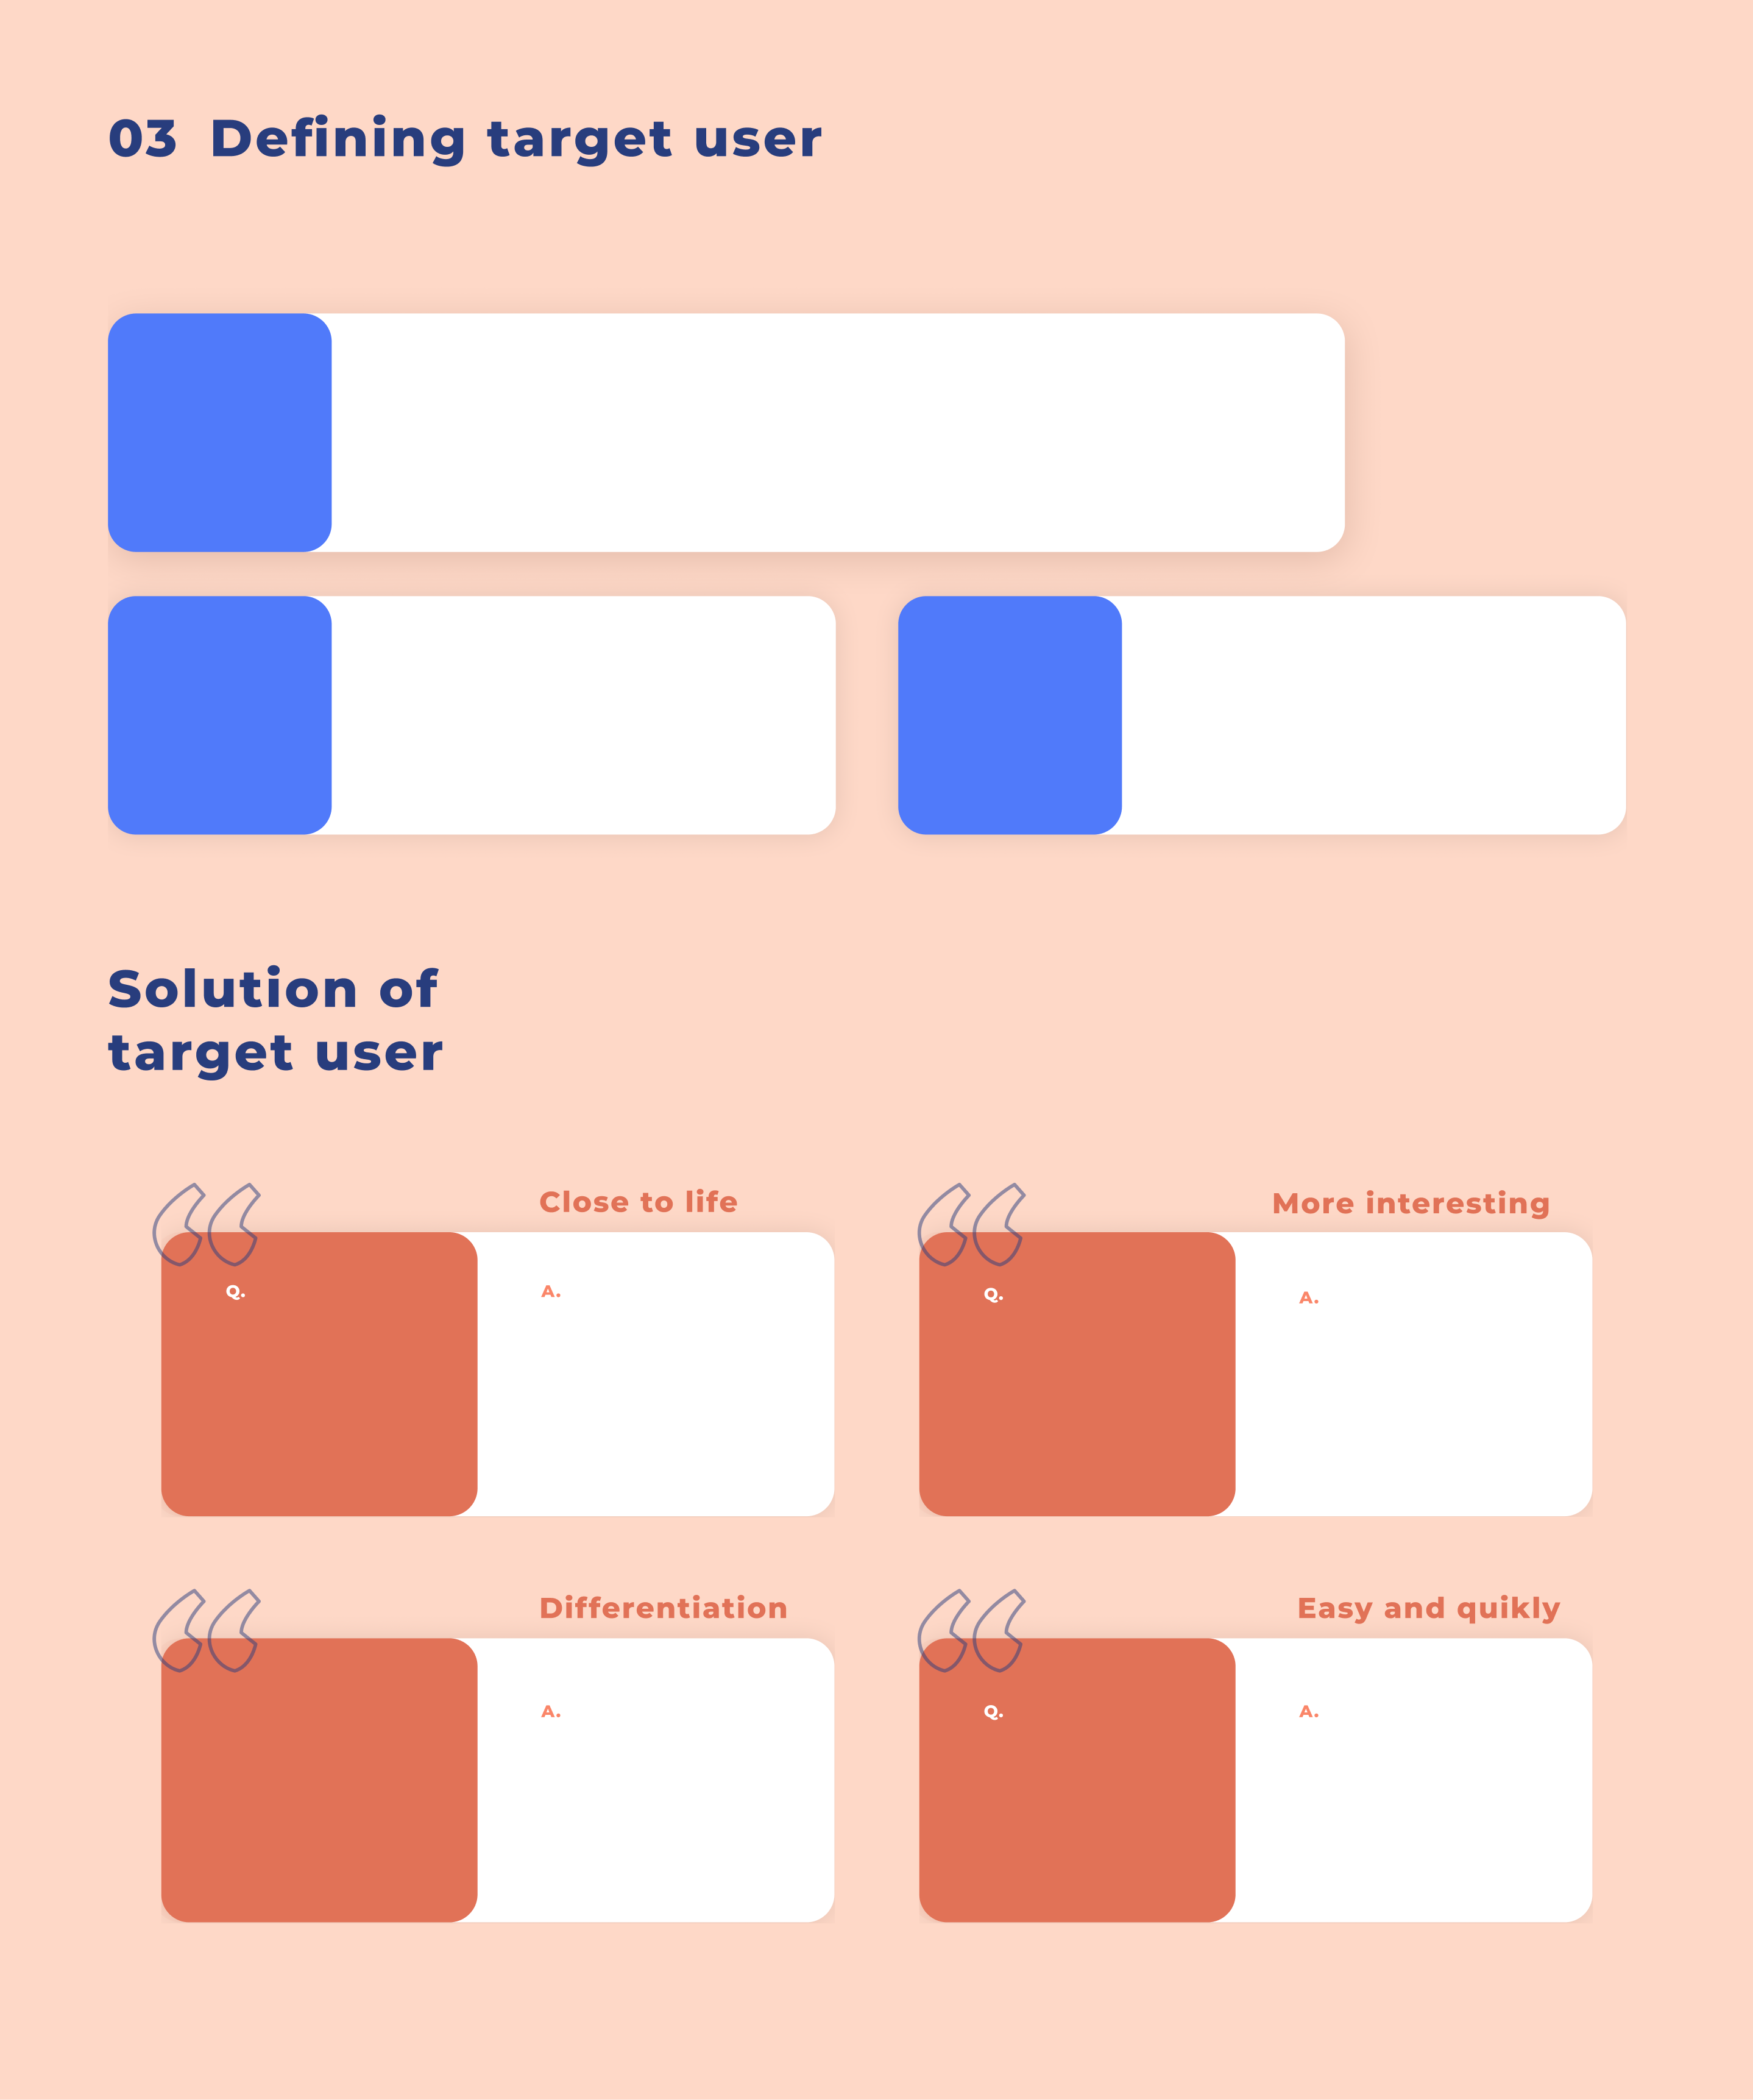 03 Defining target user
Solution of
target user
Close to life
Q.
A.
More interesting
Q.
A.
Differentiation
A.
Easy and quikly
Q.
A.